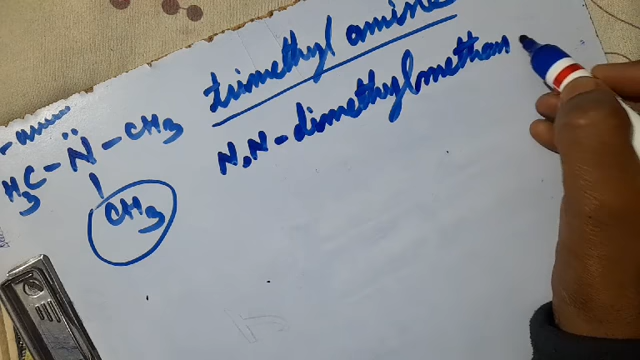 trimethyl amine
N,N-dimethylmethan
H3C-N̈-CH3
CH3